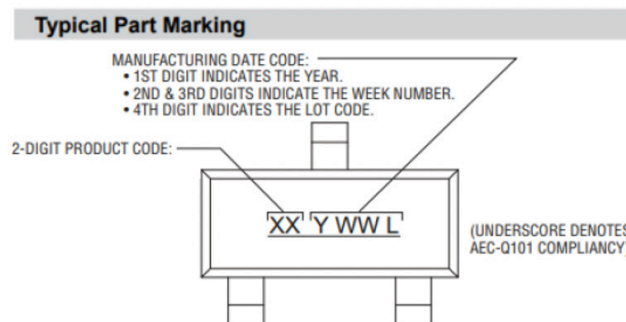 Typical Part Marking
MANUFACTURING DATE CODE:
• 1ST DIGIT INDICATES THE YEAR.
• 2ND & 3RD DIGITS INDICATE THE WEEK NUMBER.
• 4TH DIGIT INDICATES THE LOT CODE.
2-DIGIT PRODUCT CODE:
XX Y WW L
(UNDERSCORE DENOTES
AEC-Q101 COMPLIANCY)